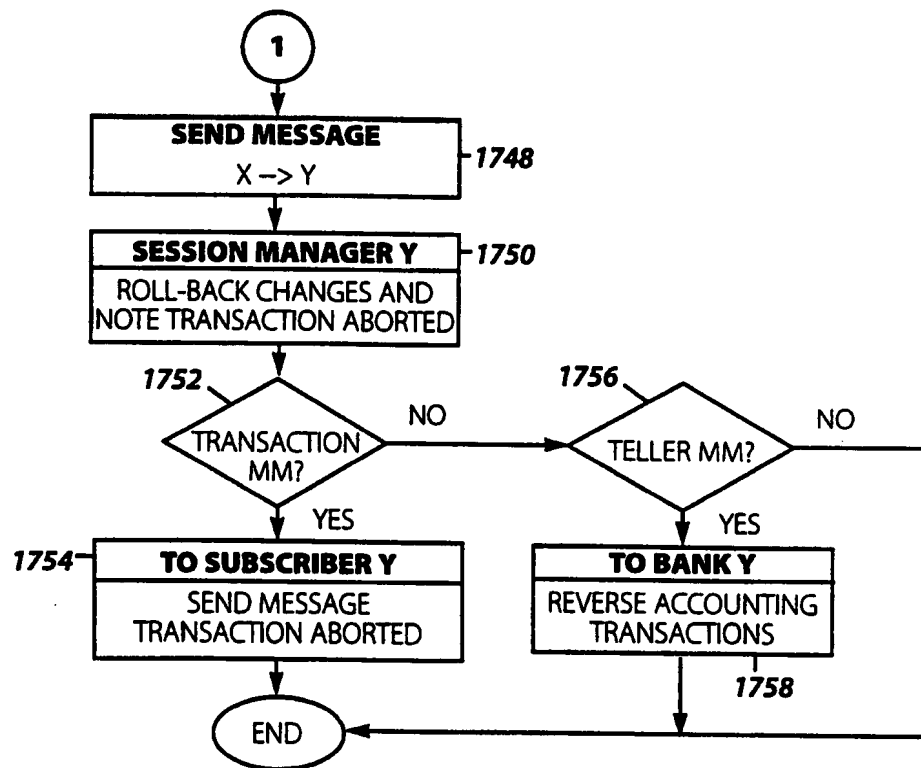 1
SEND MESSAGE
X –> Y
1748
SESSION MANAGER Y
1750
ROLL-BACK CHANGES AND
NOTE TRANSACTION ABORTED
1752
TRANSACTION
MM?
NO
1756
TELLER MM?
NO
YES
YES
1754
TO SUBSCRIBER Y
SEND MESSAGE
TRANSACTION ABORTED
TO BANK Y
REVERSE ACCOUNTING
TRANSACTIONS
1758
END